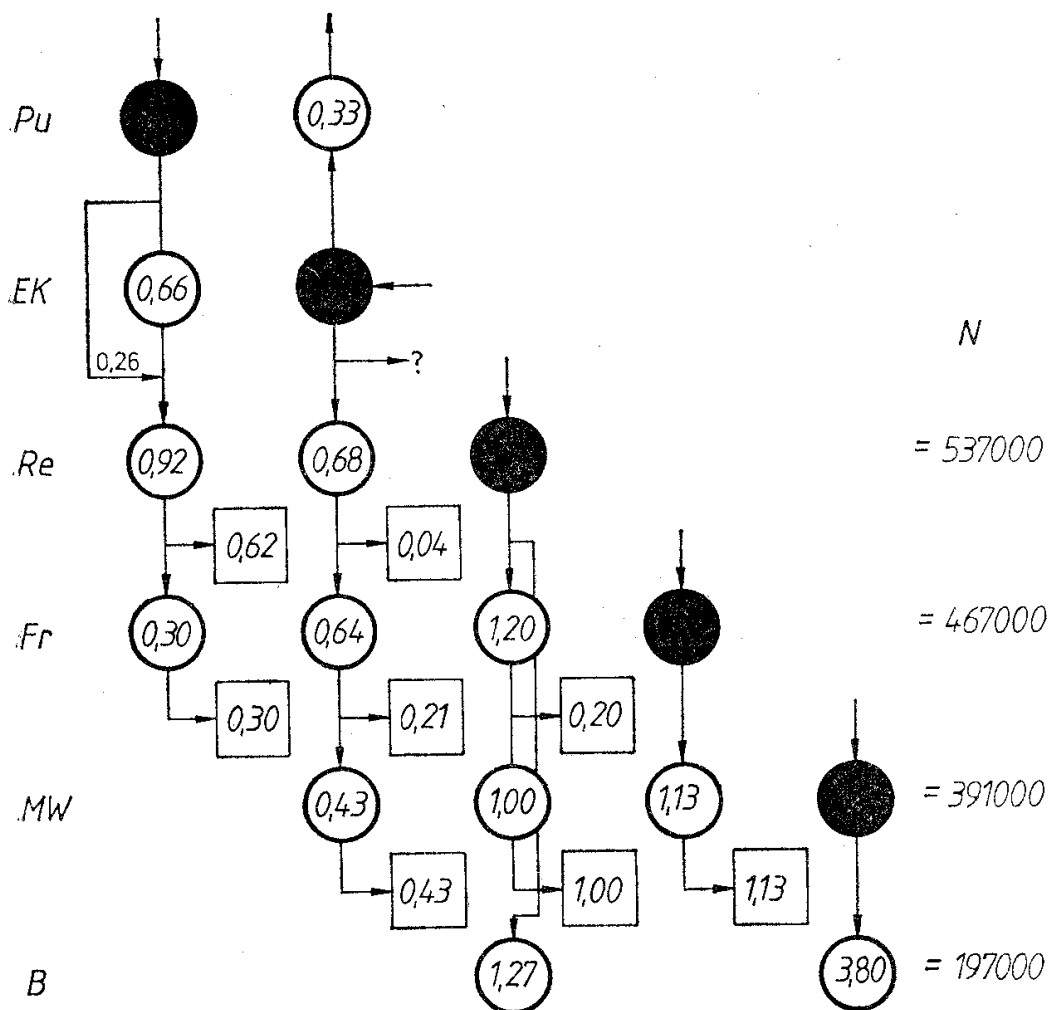 Pu 0,33
EK 0,66
N
0,26 ?
Re 0,92 0,68 = 537000
0,62 0,04
Fr 0,30 0,64 1,20 = 467000
0,30 0,21 0,20
MW 0,43 1,00 1,13 = 391000
0,43 1,00 1,13
B 1,27 3,80 = 197000